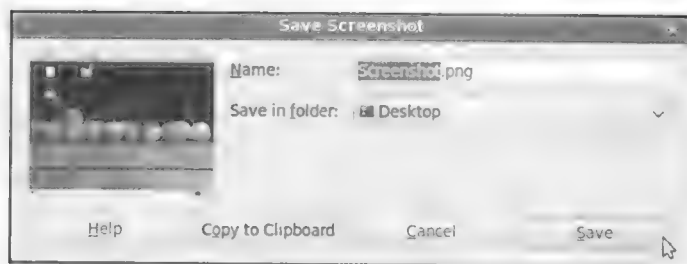 Save Screenshot
Name: Screenshot.png
Save in folder: Desktop
Help Copy to Clipboard Cancel Save